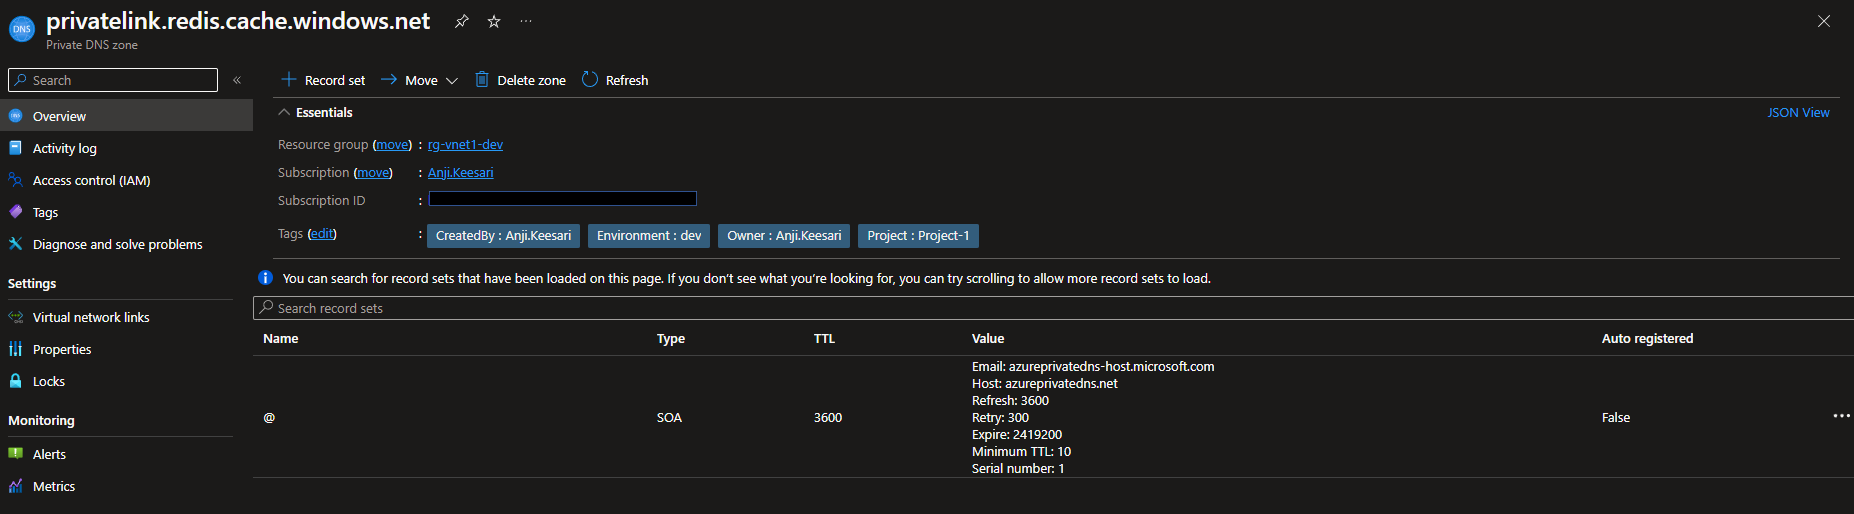 privatelink.redis.cache.windows.net
DNS
Private DNS zone
Search
Overview
Activity log
Access control (IAM)
Tags
Diagnose and solve problems
Settings
Virtual network links
Properties
Locks
Monitoring
Alerts
Metrics
Record set Move Delete zone Refresh
Essentials JSON View
Resource group (move) : rg-vnet1-dev
Subscription (move) : Anji.Keesari
Subscription ID :
Tags (edit) : CreatedBy : Anji.Keesari Environment : dev Owner : Anji.Keesari Project : Project-1
You can search for record sets that have been loaded on this page. If you don’t see what you’re looking for, you can try scrolling to allow more record sets to load.
Search record sets
Name Type TTL Value Auto registered
@ SOA 3600
Email: azureprivatedns-host.microsoft.com
Host: azureprivatedns.net
Refresh: 3600
Retry: 300
Expire: 2419200
Minimum TTL: 10
Serial number: 1
False